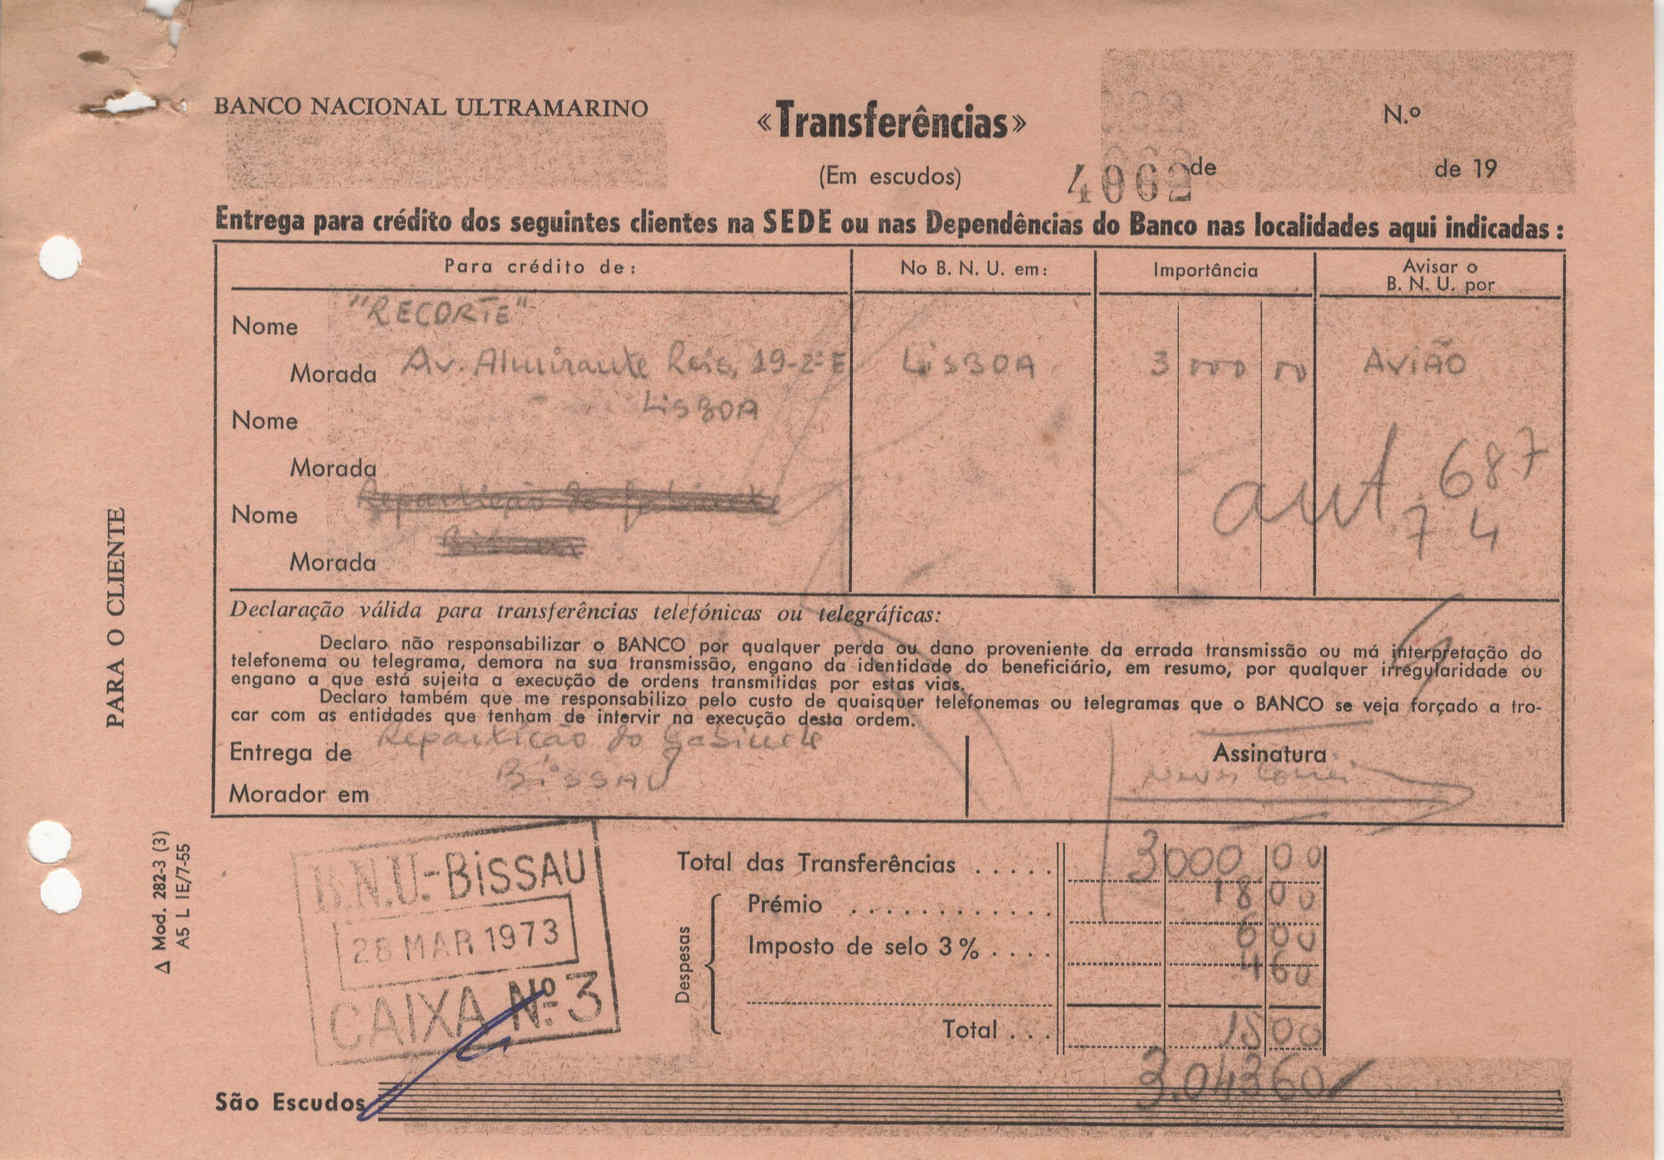 BANCO NACIONAL ULTRAMARINO
«Transferências»
N.º
(Em escudos)
4062
de
de 19
Entrega para crédito dos seguintes clientes na SEDE ou nas Dependências do Banco nas localidades aqui indicadas :
Para crédito de:
No B. N. U. em:
Importância
Avisar o
B. N. U. por
Nome "RECORTE"
Morada Av. Almirante Reis, 19-2º E LISBOA 3 000 00 AVIÃO
LISBOA
Nome
Morada
aut. 687
74
Repartição do Gabinete
Nome
Bissau
Morada
Declaração válida para transferências telefónicas ou telegráficas:
Declaro não responsabilizar o BANCO por qualquer perda ou dano proveniente da errada transmissão ou má interpretação do
telefonema ou telegrama, demora na sua transmissão, engano da identidade do beneficiário, em resumo, por qualquer irregularidade ou
engano a que está sujeita a execução de ordens transmitidas por estas vias.
Declaro também que me responsabilizo pelo custo de quaisquer telefonemas ou telegramas que o BANCO se veja forçado a tro-
car com as entidades que tenham de intervir na execução desta ordem.
Entrega de Repartição do Gabinete
Assinatura
Morador em BISSAU
PARA O CLIENTE
Δ Mod. 282-3 (3)
A5 L IE/7-55
B.N.U.-BISSAU
28 MAR 1973
CAIXA Nº 3
Total das Transferências . . . . . 3000 00
Despesas
Prémio . . . . . . . . . . . . 18 00
Imposto de selo 3% . . . . 6 00
4 60
Total . . . 15 00
3.043 60
São Escudos